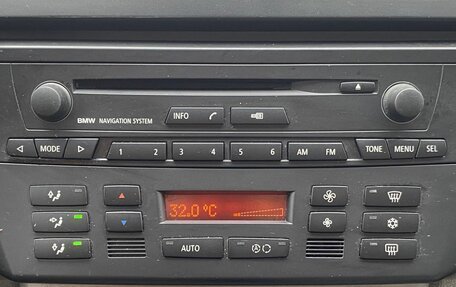 INFO
BMW NAVIGATION SYSTEM
MODE 1 2 3 4 5 6 AM FM TONE MENU SEL
32.0°C
AUTO